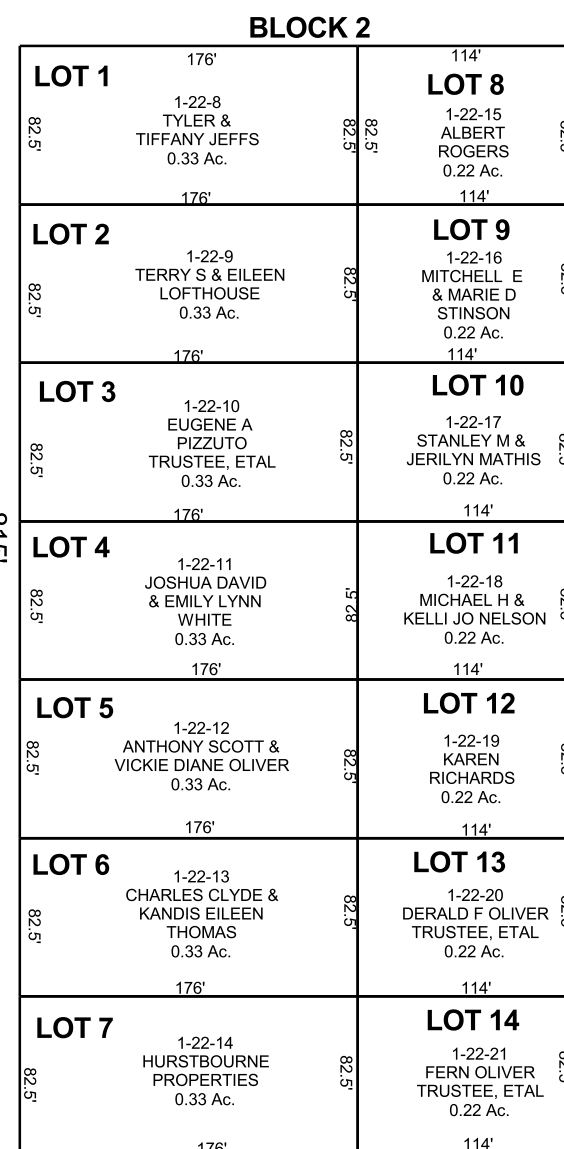 BLOCK 2
LOT 1
176'
82.5'
1-22-8
TYLER &
TIFFANY JEFFS
0.33 Ac.
82.5'
176'
114'
LOT 8
82.5'
1-22-15
ALBERT
ROGERS
0.22 Ac.
114'
LOT 2
82.5'
1-22-9
TERRY S & EILEEN
LOFTHOUSE
0.33 Ac.
82.5'
176'
LOT 9
1-22-16
MITCHELL E
& MARIE D
STINSON
0.22 Ac.
114'
LOT 3
82.5'
1-22-10
EUGENE A
PIZZUTO
TRUSTEE, ETAL
0.33 Ac.
82.5'
176'
LOT 10
1-22-17
STANLEY M &
JERILYN MATHIS
0.22 Ac.
114'
LOT 4
82.5'
1-22-11
JOSHUA DAVID
& EMILY LYNN
WHITE
0.33 Ac.
82.5'
176'
LOT 11
1-22-18
MICHAEL H &
KELLI JO NELSON
0.22 Ac.
114'
LOT 5
82.5'
1-22-12
ANTHONY SCOTT &
VICKIE DIANE OLIVER
0.33 Ac.
82.5'
176'
LOT 12
1-22-19
KAREN
RICHARDS
0.22 Ac.
114'
LOT 6
82.5'
1-22-13
CHARLES CLYDE &
KANDIS EILEEN
THOMAS
0.33 Ac.
82.5'
176'
LOT 13
1-22-20
DERALD F OLIVER
TRUSTEE, ETAL
0.22 Ac.
114'
LOT 7
82.5'
1-22-14
HURSTBOURNE
PROPERTIES
0.33 Ac.
82.5'
176'
LOT 14
1-22-21
FERN OLIVER
TRUSTEE, ETAL
0.22 Ac.
114'